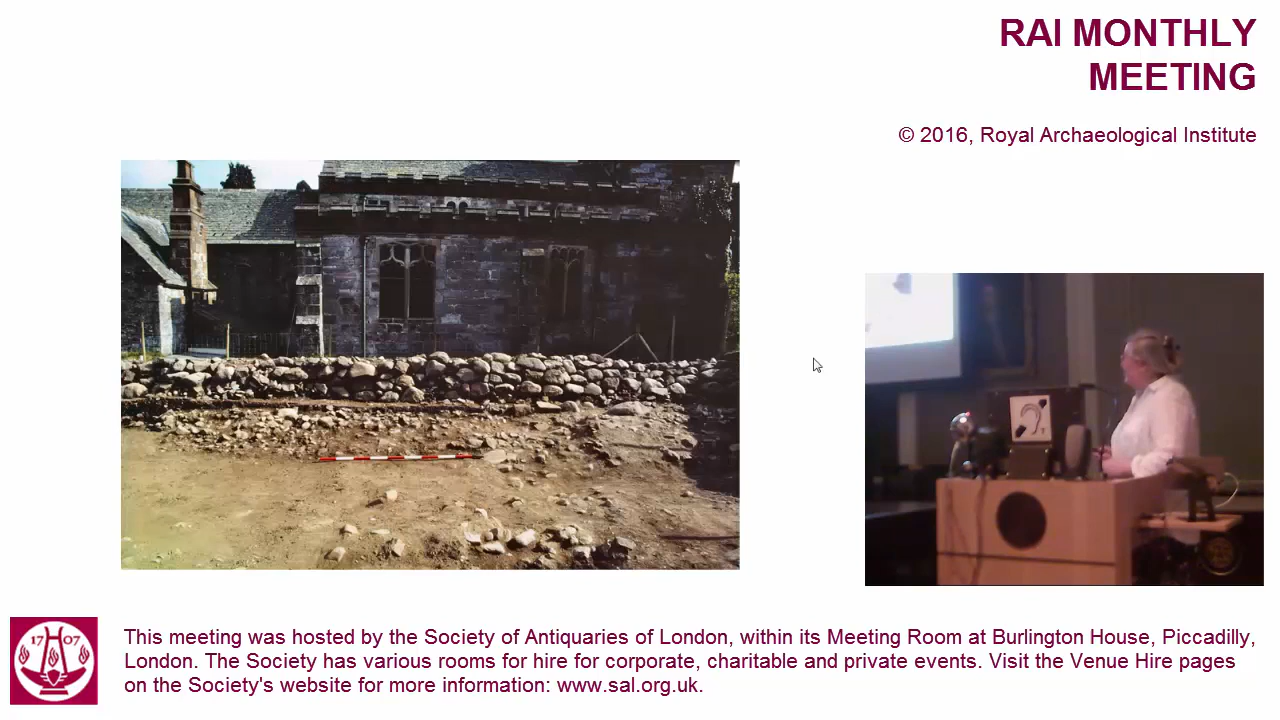 RAI MONTHLY
MEETING
© 2016, Royal Archaeological Institute
17 07
This meeting was hosted by the Society of Antiquaries of London, within its Meeting Room at Burlington House, Piccadilly,
London. The Society has various rooms for hire for corporate, charitable and private events. Visit the Venue Hire pages
on the Society's website for more information: www.sal.org.uk.